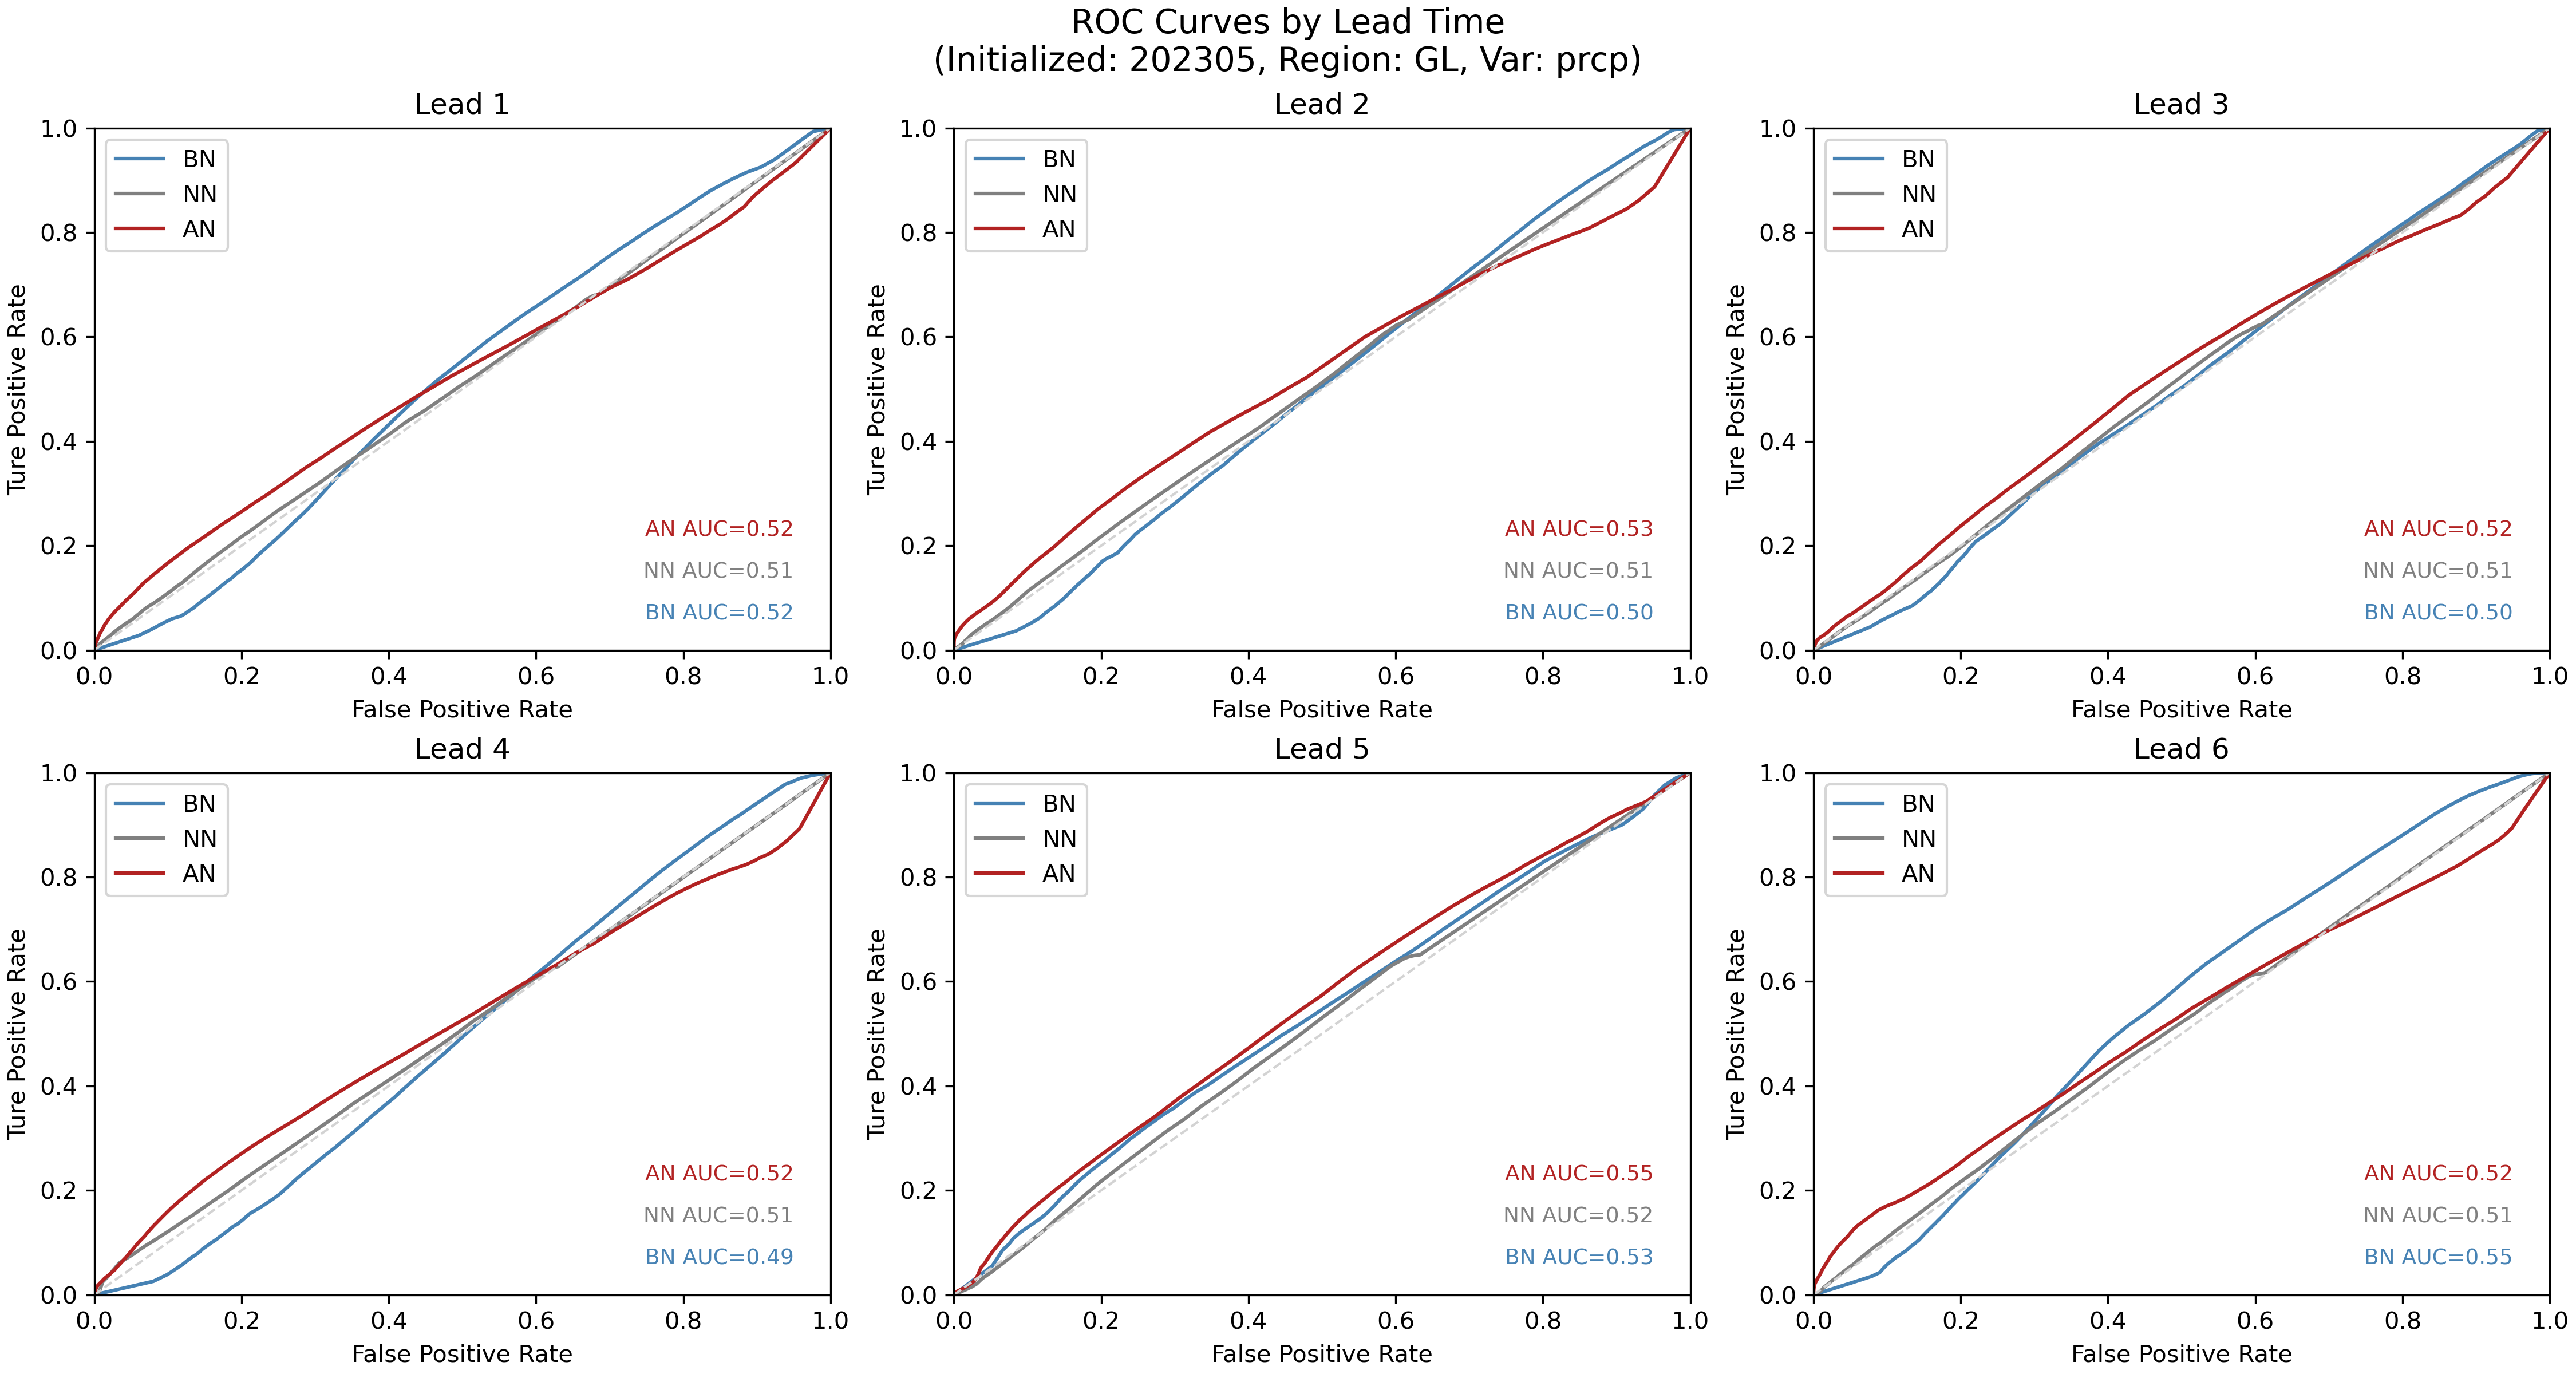 ROC Curves by Lead Time
(Initialized: 202305, Region: GL, Var: prcp)
Lead 1
1.0
0.8
0.6
0.4
0.2
0.0
Ture Positive Rate
BN
NN
AN
AN AUC=0.52
NN AUC=0.51
BN AUC=0.52
0.0 0.2 0.4 0.6 0.8 1.0
False Positive Rate
Lead 2
1.0
0.8
0.6
0.4
0.2
0.0
Ture Positive Rate
BN
NN
AN
AN AUC=0.53
NN AUC=0.51
BN AUC=0.50
0.0 0.2 0.4 0.6 0.8 1.0
False Positive Rate
Lead 3
1.0
0.8
0.6
0.4
0.2
0.0
Ture Positive Rate
BN
NN
AN
AN AUC=0.52
NN AUC=0.51
BN AUC=0.50
0.0 0.2 0.4 0.6 0.8 1.0
False Positive Rate
Lead 4
1.0
0.8
0.6
0.4
0.2
0.0
Ture Positive Rate
BN
NN
AN
AN AUC=0.52
NN AUC=0.51
BN AUC=0.49
0.0 0.2 0.4 0.6 0.8 1.0
False Positive Rate
Lead 5
1.0
0.8
0.6
0.4
0.2
0.0
Ture Positive Rate
BN
NN
AN
AN AUC=0.55
NN AUC=0.52
BN AUC=0.53
0.0 0.2 0.4 0.6 0.8 1.0
False Positive Rate
Lead 6
1.0
0.8
0.6
0.4
0.2
0.0
Ture Positive Rate
BN
NN
AN
AN AUC=0.52
NN AUC=0.51
BN AUC=0.55
0.0 0.2 0.4 0.6 0.8 1.0
False Positive Rate